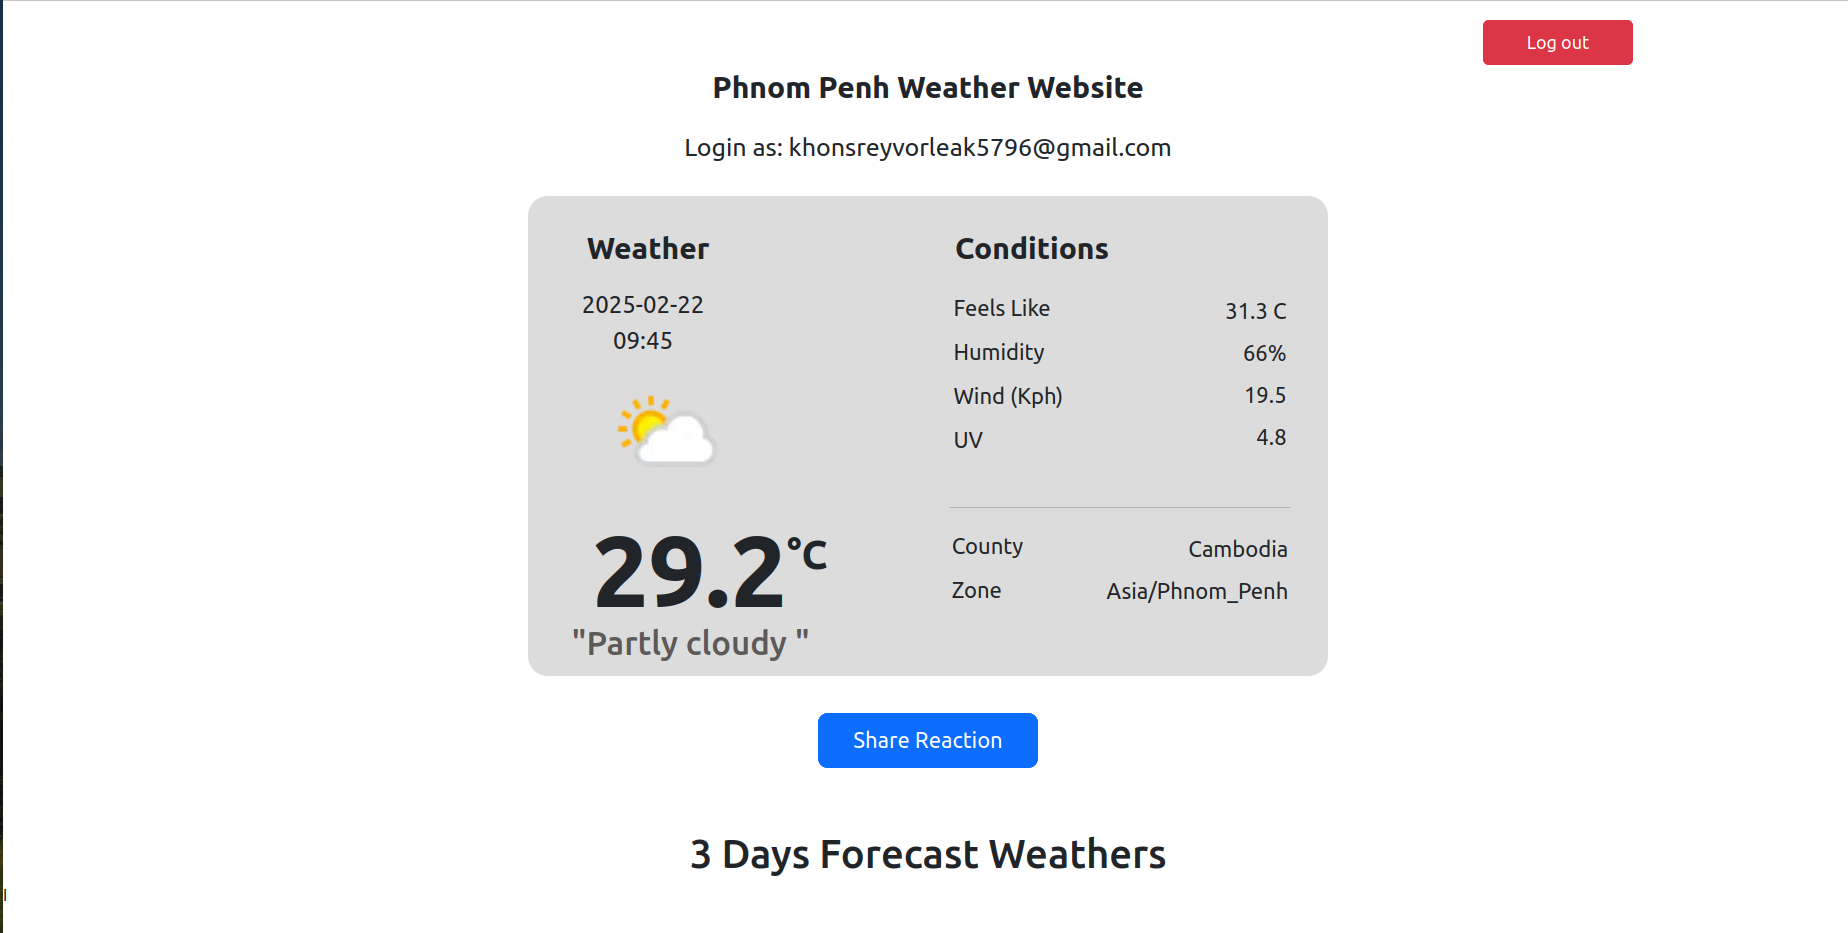 Log out
Phnom Penh Weather Website
Login as: khonsreyvorleak5796@gmail.com
Weather
2025-02-22
09:45
29.2°C
"Partly cloudy "
Conditions
Feels Like 31.3 C
Humidity 66%
Wind (Kph) 19.5
UV 4.8
County Cambodia
Zone Asia/Phnom_Penh
Share Reaction
3 Days Forecast Weathers